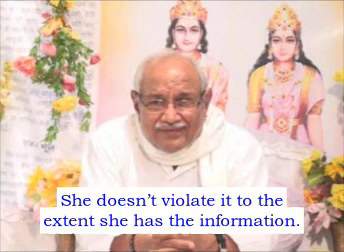 She doesn't violate it to the
extent she has the information.